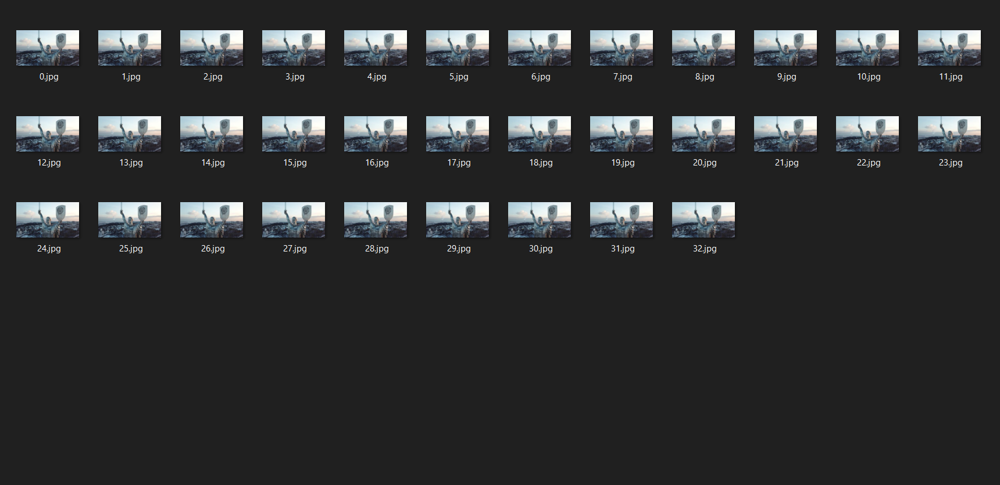 0.jpg 1.jpg 2.jpg 3.jpg 4.jpg 5.jpg 6.jpg 7.jpg 8.jpg 9.jpg 10.jpg 11.jpg
12.jpg 13.jpg 14.jpg 15.jpg 16.jpg 17.jpg 18.jpg 19.jpg 20.jpg 21.jpg 22.jpg 23.jpg
24.jpg 25.jpg 26.jpg 27.jpg 28.jpg 29.jpg 30.jpg 31.jpg 32.jpg